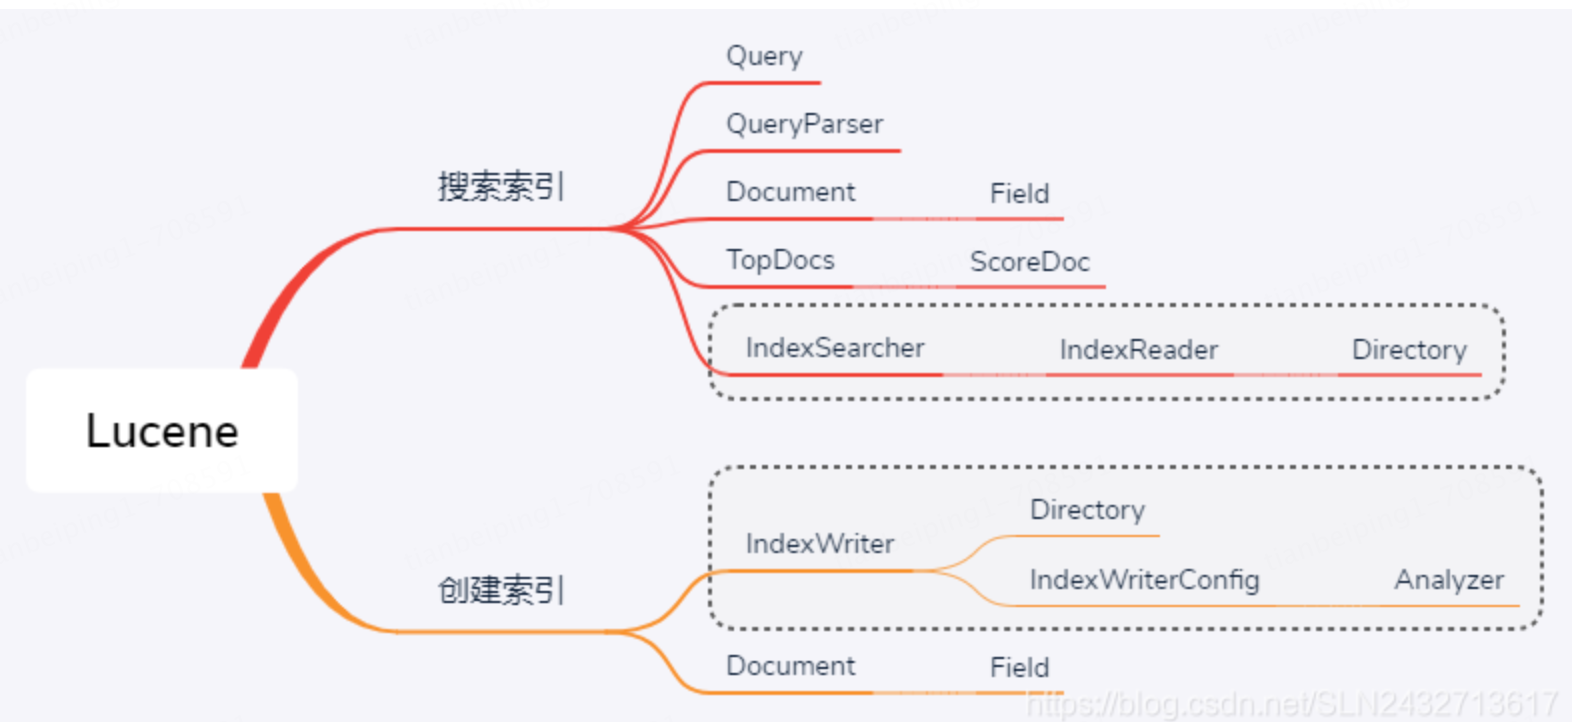 Query
QueryParser
搜索索引
Document Field
TopDocs ScoreDoc
IndexSearcher IndexReader Directory
Lucene
Directory
IndexWriter
IndexWriterConfig Analyzer
创建索引
Document Field
https://blog.csdn.net/SLN2432713617